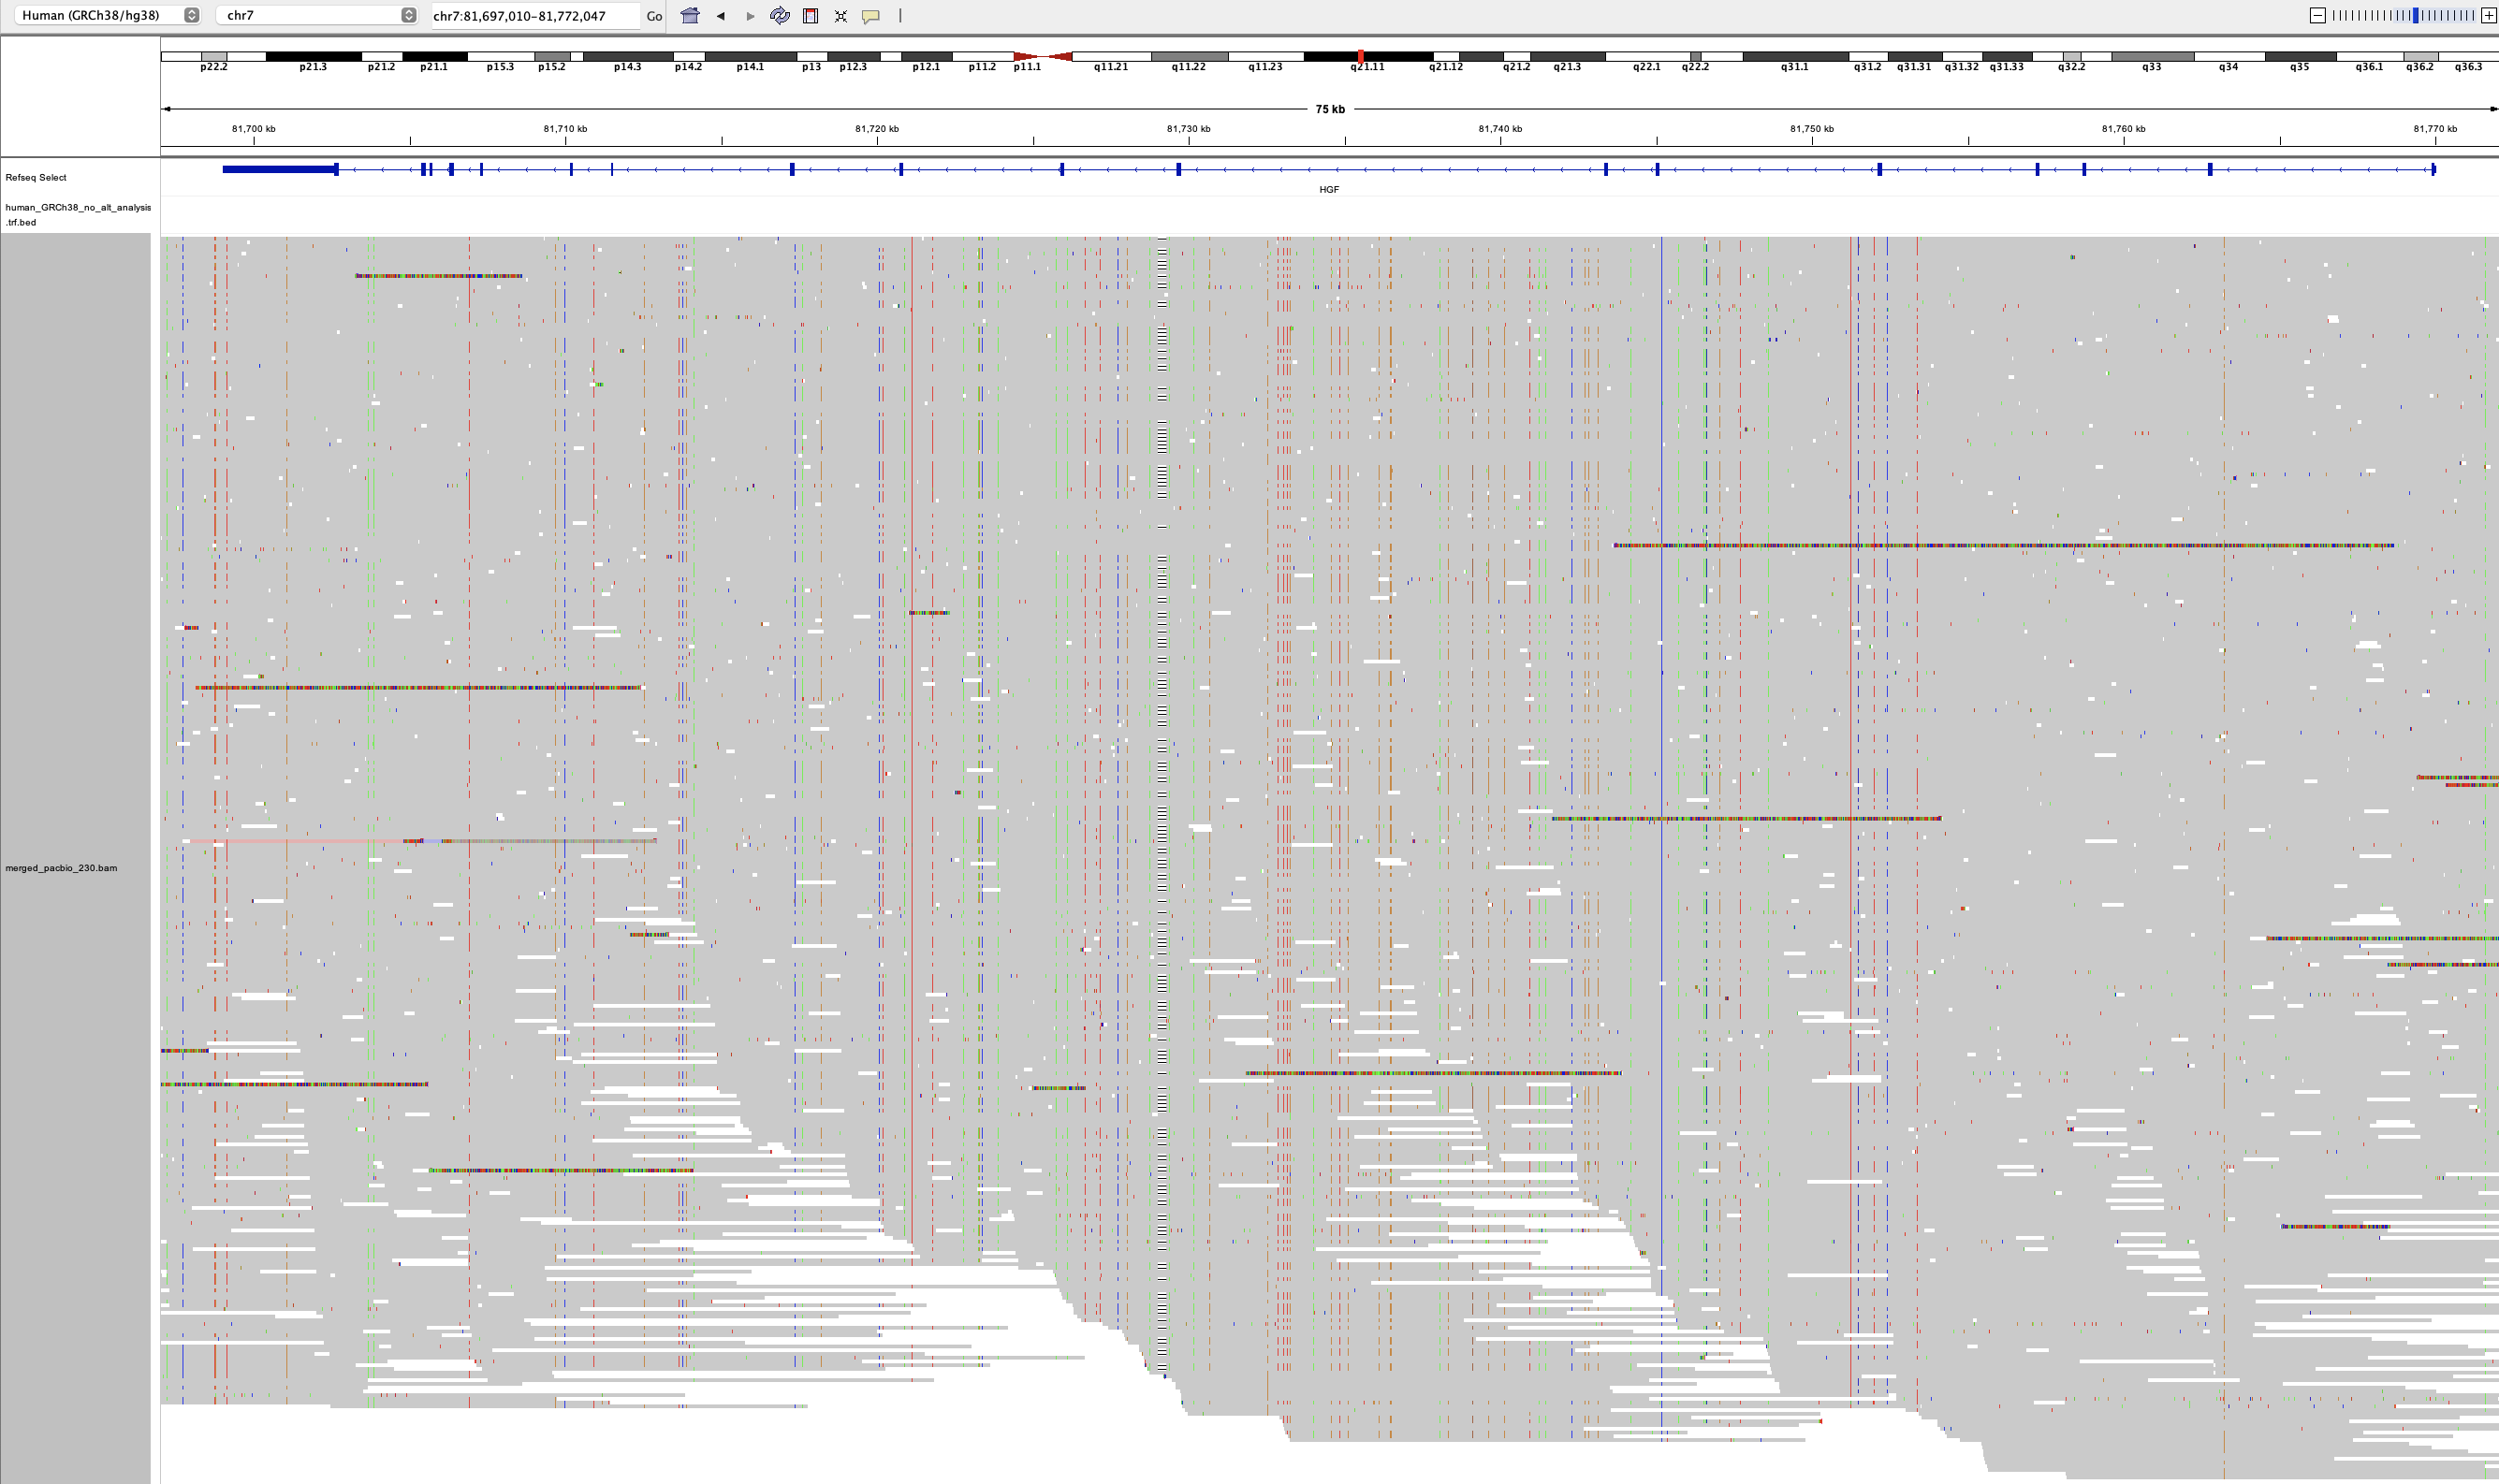 Human (GRCh38/hg38) chr7 chr7:81,697,010-81,772,047 Go
p22.2 p21.3 p21.2 p21.1 p15.3 p15.2 p14.3 p14.2 p14.1 p13 p12.3 p12.1 p11.2 p11.1 q11.21 q11.22 q11.23 q21.11 q21.12 q21.2 q21.3 q22.1 q22.2 q31.1 q31.2 q31.31 q31.32 q31.33 q32.2 q33 q34 q35 q36.1 q36.2 q36.3
75 kb
81,700 kb 81,710 kb 81,720 kb 81,730 kb 81,740 kb 81,750 kb 81,760 kb 81,770 kb
Refseq Select
HGF
human_GRCh38_no_alt_analysis
.trf.bed
merged_pacbio_230.bam